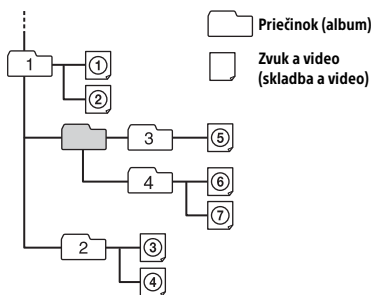 Priečinok (album)
Zvuk a video
(skladba a video)
1 ①
②
3 ⑤
4 ⑥
⑦
2 ③
④